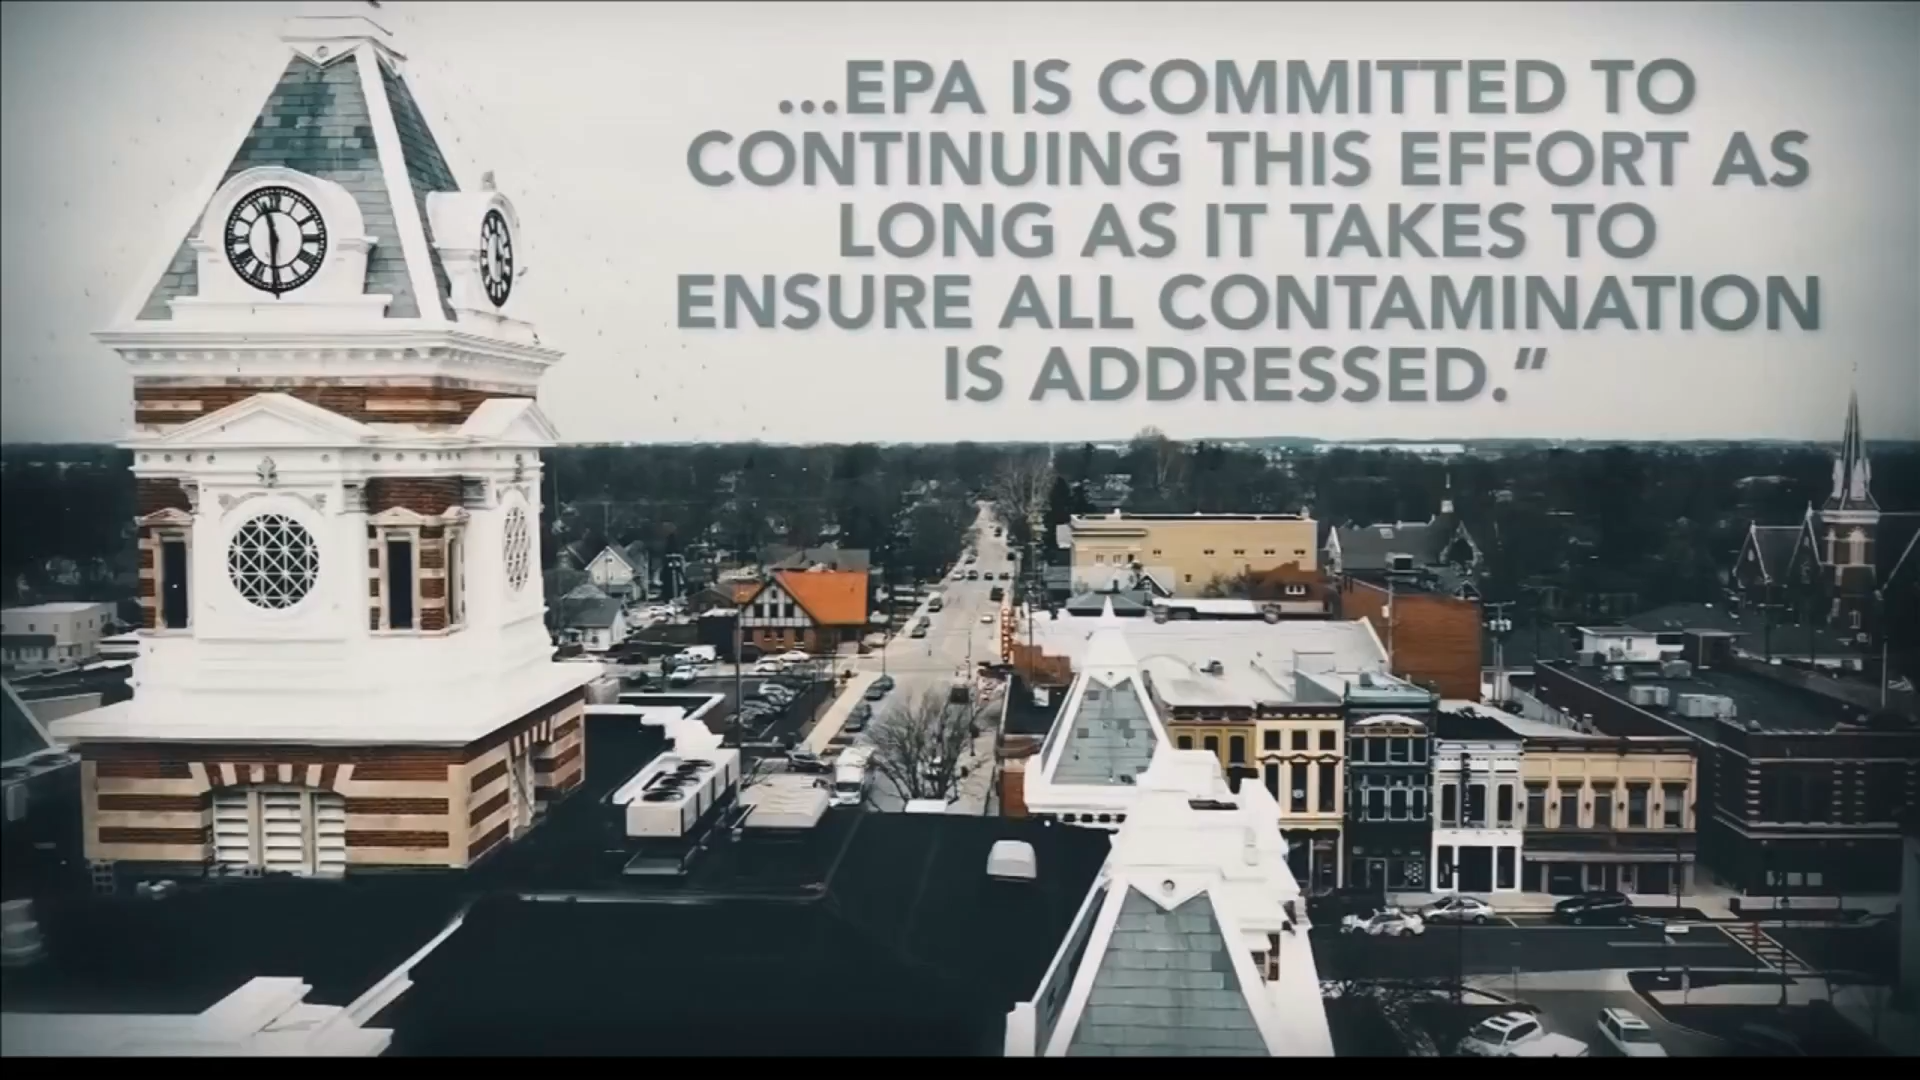 ...EPA IS COMMITTED TO
CONTINUING THIS EFFORT AS
LONG AS IT TAKES TO
ENSURE ALL CONTAMINATION
IS ADDRESSED.”